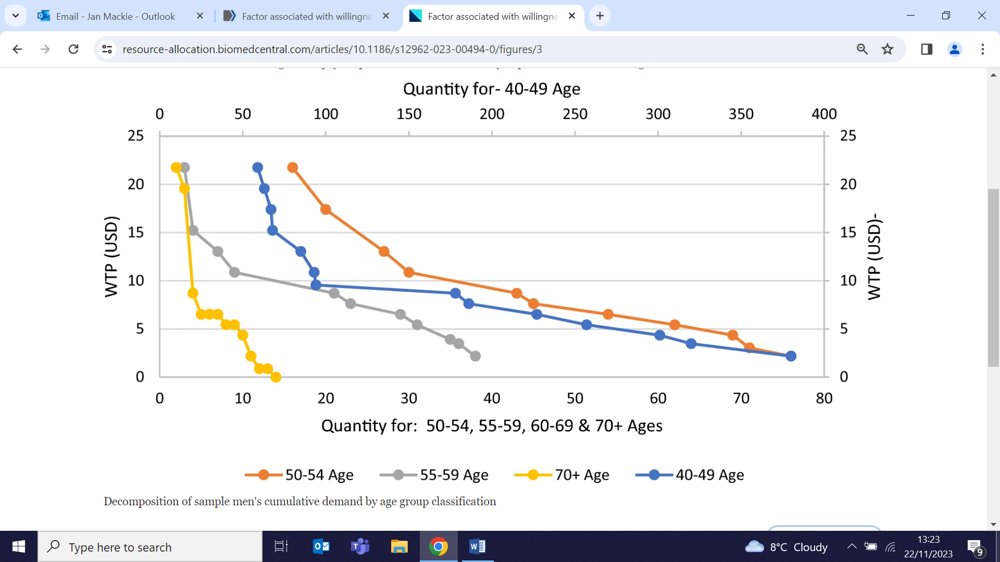 Email - Jan Mackie - Outlook
Factor associated with willingne
Factor associated with willingne
resource-allocation.biomedcentral.com/articles/10.1186/s12962-023-00494-0/figures/3
Quantity for- 40-49 Age
0 50 100 150 200 250 300 350 400
25 25
20 20
15 15
10 10
5 5
0 0
WTP (USD)
WTP (USD)-
0 10 20 30 40 50 60 70 80
Quantity for: 50-54, 55-59, 60-69 & 70+ Ages
50-54 Age 55-59 Age 70+ Age 40-49 Age
Decomposition of sample men's cumulative demand by age group classification
Type here to search
8°C Cloudy
13:23
22/11/2023
9